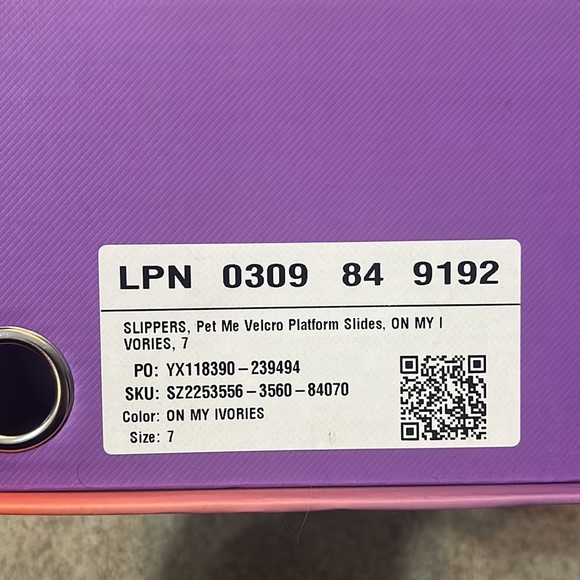 LPN 0309 84 9192
SLIPPERS, Pet Me Velcro Platform Slides, ON MY I
VORIES, 7
PO: YX118390-239494
SKU: SZ2253556-3560-84070
Color: ON MY IVORIES
Size: 7